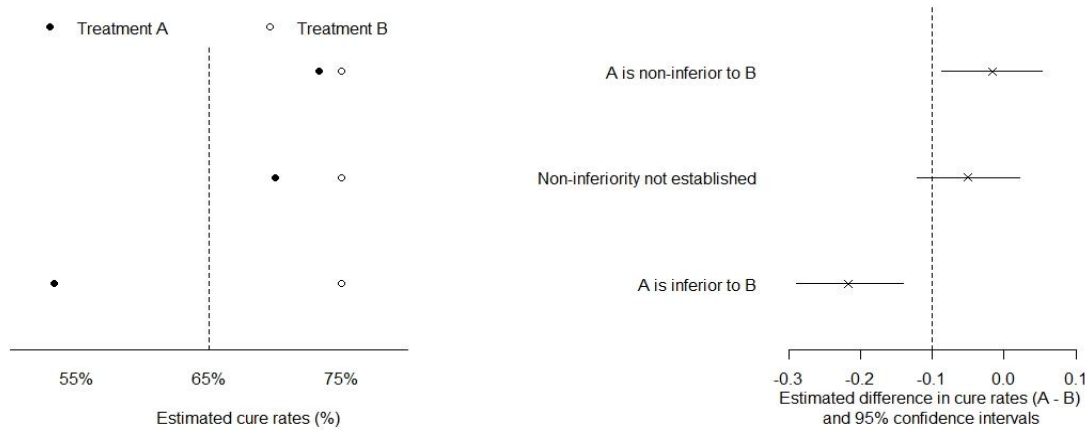 Treatment A
Treatment B
A is non-inferior to B
Non-inferiority not established
A is inferior to B
55%
65%
75%
Estimated cure rates (%)
-0.3
-0.2
-0.1
0.0
0.1
Estimated difference in cure rates (A - B)
and 95% confidence intervals